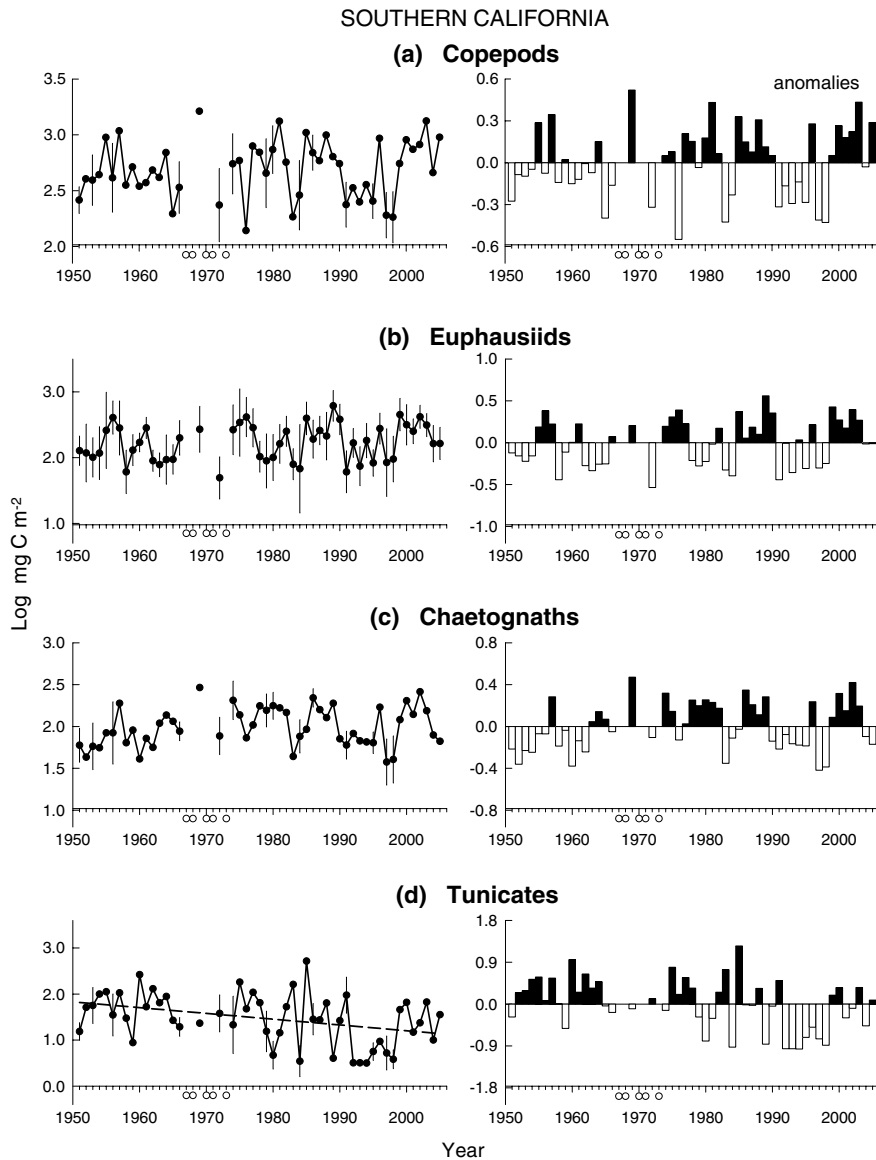 SOUTHERN CALIFORNIA
(a) Copepods
3.5
3.0
2.5
2.0
1950 1960 1970 1980 1990 2000
anomalies
0.6
0.3
0.0
-0.3
-0.6
1950 1960 1970 1980 1990 2000
(b) Euphausiids
3.0
2.0
1.0
1950 1960 1970 1980 1990 2000
1.0
0.5
0.0
-0.5
-1.0
1950 1960 1970 1980 1990 2000
(c) Chaetognaths
3.0
2.5
2.0
1.5
1.0
1950 1960 1970 1980 1990 2000
0.8
0.4
0.0
-0.4
-0.8
1950 1960 1970 1980 1990 2000
(d) Tunicates
3.0
2.0
1.0
0.0
1950 1960 1970 1980 1990 2000
1.8
0.9
0.0
-0.9
-1.8
1950 1960 1970 1980 1990 2000
Log mg C m⁻²
Year